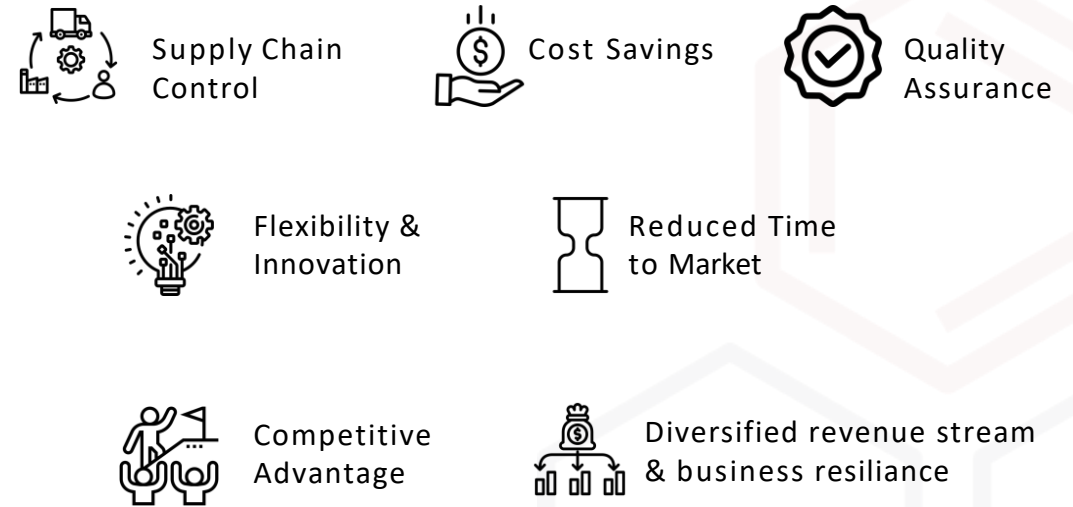 Supply Chain
Control
Cost Savings
Quality
Assurance
Flexibility &
Innovation
Reduced Time
to Market
Competitive
Advantage
Diversified revenue stream
& business resiliance